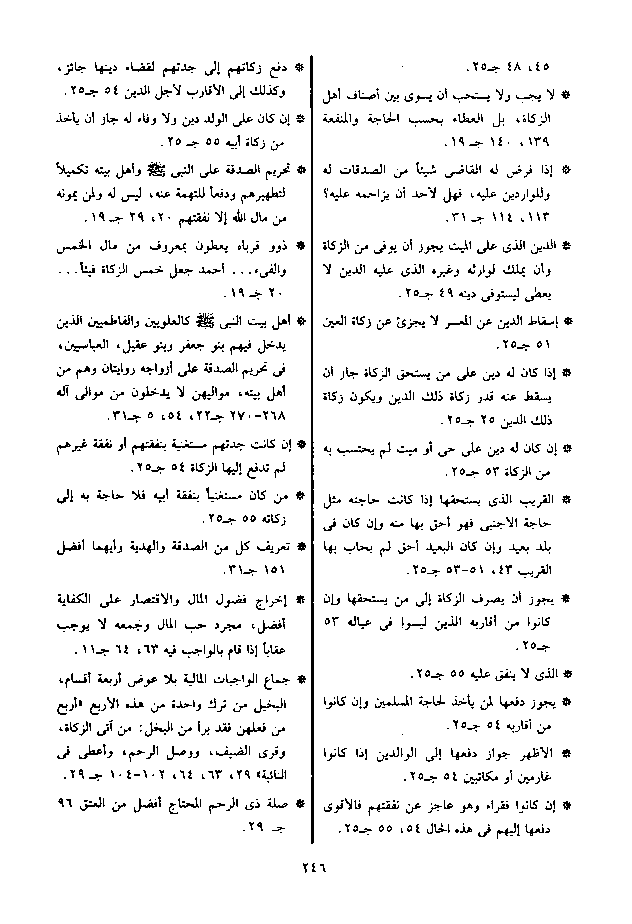 ٤٥، ٤٨ جـ٢٥.
* لا يجب ولا يستحب أن يسوى بين أصناف أهل
الزكاة، بل العطاء بحسب الحاجة والمنفعة
١٣٩، ١٤٠ جـ ١٩.
* إذا فرض له القاضى شيئاً من الصدقات له
وللواردين عليه، فهل لأحد أن يزاحمه عليه؟
١١٣، ١١٤ جـ ٣١.
* الدين الذى على الميت يجوز أن يوفى من الزكاة
وأن يملك لوارثه وغيره الذى عليه الدين لا
يعطى ليستوفى دينه ٤٩ جـ٢٥.
* إسقاط الدين عن المعسر لا يجزئ عن زكاة العين
٥١ جـ٢٥.
* إذا كان له دين على من يستحق الزكاة جاز أن
يسقط عنه قدر زكاة ذلك الدين ويكون زكاة
ذلك الدين ٢٥ جـ٢٥.
* إن كان له دين على حى أو ميت لم يحتسب به
من الزكاة ٥٣ جـ٢٥.
* القريب الذى يستحقها إذا كانت حاجته مثل
حاجة الأجنبى فهو أحق بها منه وإن كان فى
بلد بعيد وإن كان البعيد أحق لم يحاب بها
القريب ٤٣، ٥١-٥٣ جـ٢٥.
* يجوز أن يصرف الزكاة إلى من يستحقها وإن
كانوا من أقاربه الذين ليسوا فى عياله ٥٣
جـ٢٥.
* الذى لا ينفق عليه ٥٥ جـ٢٥.
* يجوز دفعها لمن يأخذ لحاجة المسلمين وإن كانوا
من أقاربه ٥٤ جـ٢٥.
* الأظهر جواز دفعها إلى الوالدين إذا كانوا
غارمين أو مكاتبين ٥٤ جـ٢٥.
* إن كانوا فقراء وهو عاجز عن نفقتهم فالأقوى
دفعها إليهم فى هذه الحال ٥٤، ٥٥ جـ٢٥.
* دفع زكاتهم إلى جدتهم لقضاء دينها جائز،
وكذلك إلى الأقارب لأجل الدين ٥٤ جـ٢٥.
* إن كان على الولد دين ولا وفاء له جاز أن يأخذ
من زكاة أبيه ٥٥ جـ ٢٥.
* تحريم الصدقة على النبى ﷺ وأهل بيته تكميلاً
لتطهيرهم ودفعاً للتهمة عنه، ليس له ولمن يمونه
من مال الله إلا نفقتهم ٢٠، ٢٩ جـ ١٩.
* ذوو قرباه يعطون بمعروف من مال الخمس
والفىء... أحمد جعل خمس الزكاة فيئاً...
٢٠ جـ ١٩.
* أهل بيت النبى ﷺ كالعلويين والفاطميين الذين
يدخل فيهم بنو جعفر وبنو عقيل، العباسيين،
فى تحريم الصدقة على أزواجه روايتان وهم من
أهل بيته، مواليهن لا يدخلون من موالى آله
٢٦٨-٢٧٠ جـ٢٢، ٥٤، ٥ جـ٣١.
* إن كانت جدتهم مستغنية بنفقتهم أو نفقة غيرهم
لم تدفع إليها الزكاة ٥٤ جـ٢٥.
* من كان مستغنياً بنفقة أبيه فلا حاجة به إلى
زكاته ٥٥ جـ٢٥.
* تعريف كل من الصدقة والهدية وأيهما أفضل
١٥١ جـ٣١.
* إخراج فضول المال والاقتصار على الكفاية
أفضل، مجرد حب المال وجمعه لا يوجب
عقاباً إذا قام بالواجب فيه ٦٣، ٦٤ جـ١١.
* جماع الواجبات المالية بلا عوض أربعة أقسام،
البخيل من ترك واحدة من هذه الأربع «أربع
من فعلهن فقد برأ من البخل: من آتى الزكاة،
وقرى الضيف، ووصل الرحم، وأعطى فى
النائبة» ٢٩، ٦٣، ٦٤، ١٠٢-١٠٤ جـ ٢٩.
* صلة ذى الرحم المحتاج أفضل من العتق ٩٦
جـ ٢٩.
٢٤٦